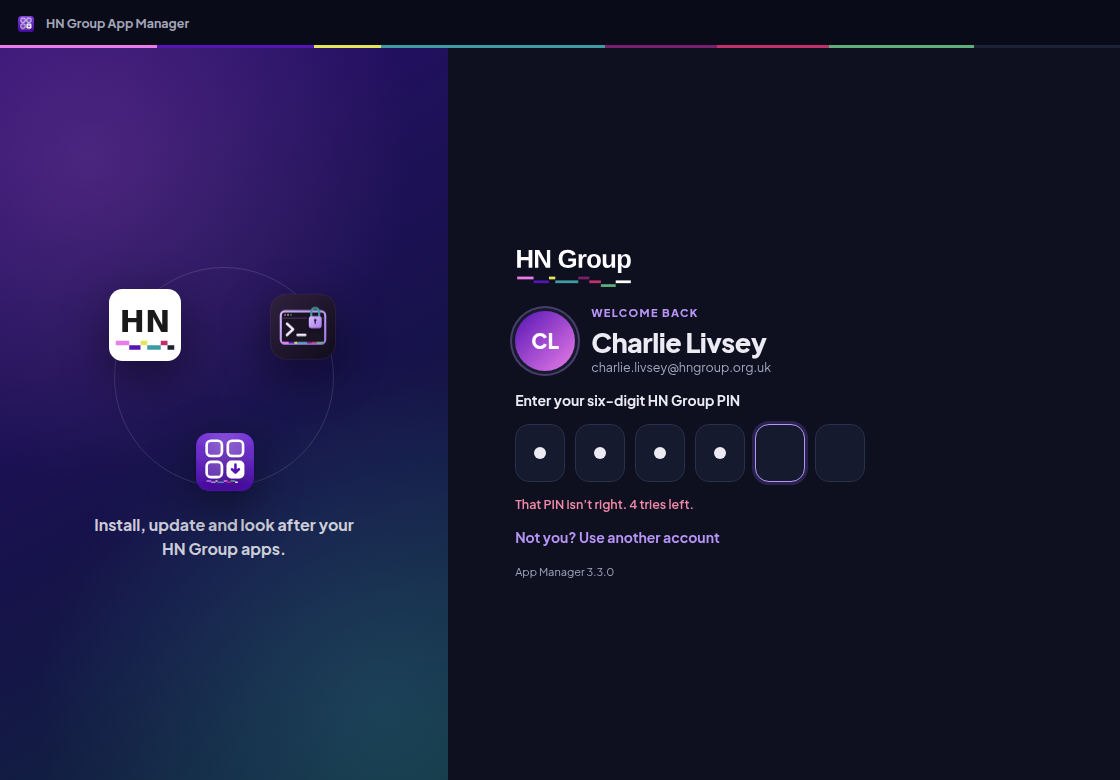 HN Group App Manager
HN
Install, update and look after your
HN Group apps.
HN Group
CL
WELCOME BACK
Charlie Livsey
charlie.livsey@hngroup.org.uk
Enter your six-digit HN Group PIN
That PIN isn't right. 4 tries left.
Not you? Use another account
App Manager 3.3.0